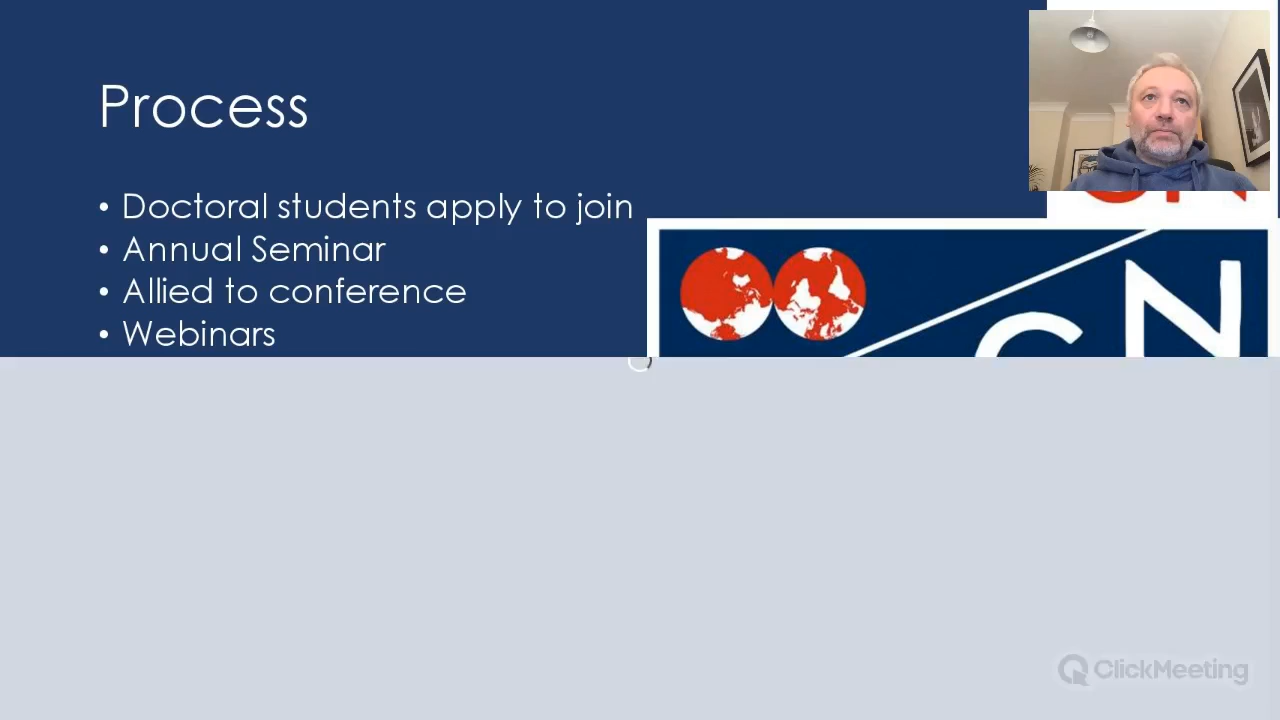 Process
• Doctoral students apply to join
• Annual Seminar
• Allied to conference
• Webinars
ClickMeeting